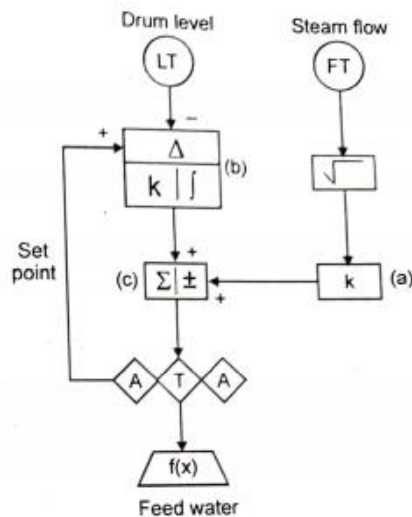 Drum level
Steam flow
LT
FT
+
−
Δ
√
k | ∫
(b)
Set
point
+
(c)
Σ | ±
+
k
(a)
A
T
A
f(x)
Feed water